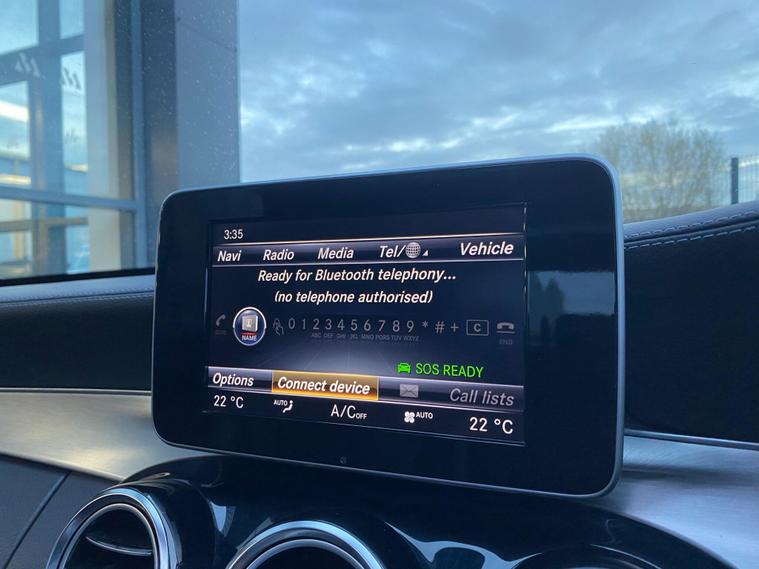 3:35
Navi Radio Media Tel/ Vehicle
Ready for Bluetooth telephony...
(no telephone authorised)
NAME 0 1 2 3 4 5 6 7 8 9 * # + C
ABC DEF GHI JKL MNO PQRS TUV WXYZ END
SOS READY
Options Connect device Call lists
22 °C AUTO A/C OFF AUTO 22 °C